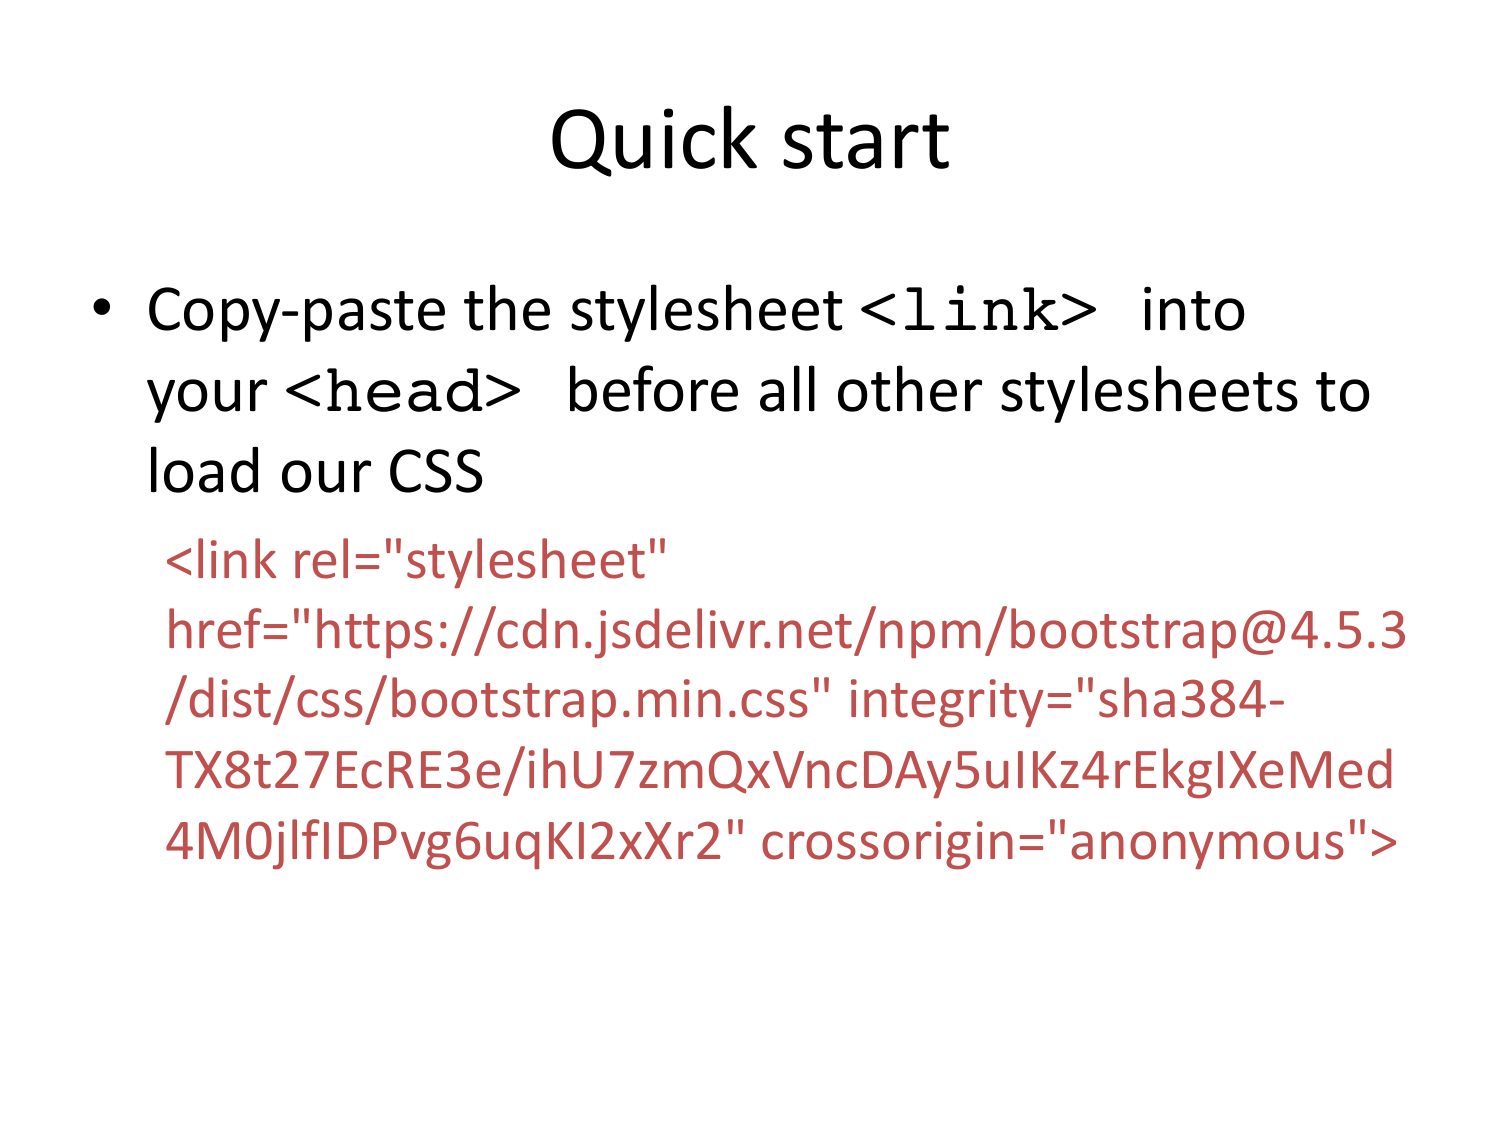 Quick start
• Copy-paste the stylesheet <link> into
your <head> before all other stylesheets to
load our CSS
<link rel="stylesheet"
href="https://cdn.jsdelivr.net/npm/bootstrap@4.5.3
/dist/css/bootstrap.min.css" integrity="sha384-
TX8t27EcRE3e/ihU7zmQxVncDAy5uIKz4rEkgIXeMed
4M0jlfIDPvg6uqKI2xXr2" crossorigin="anonymous">